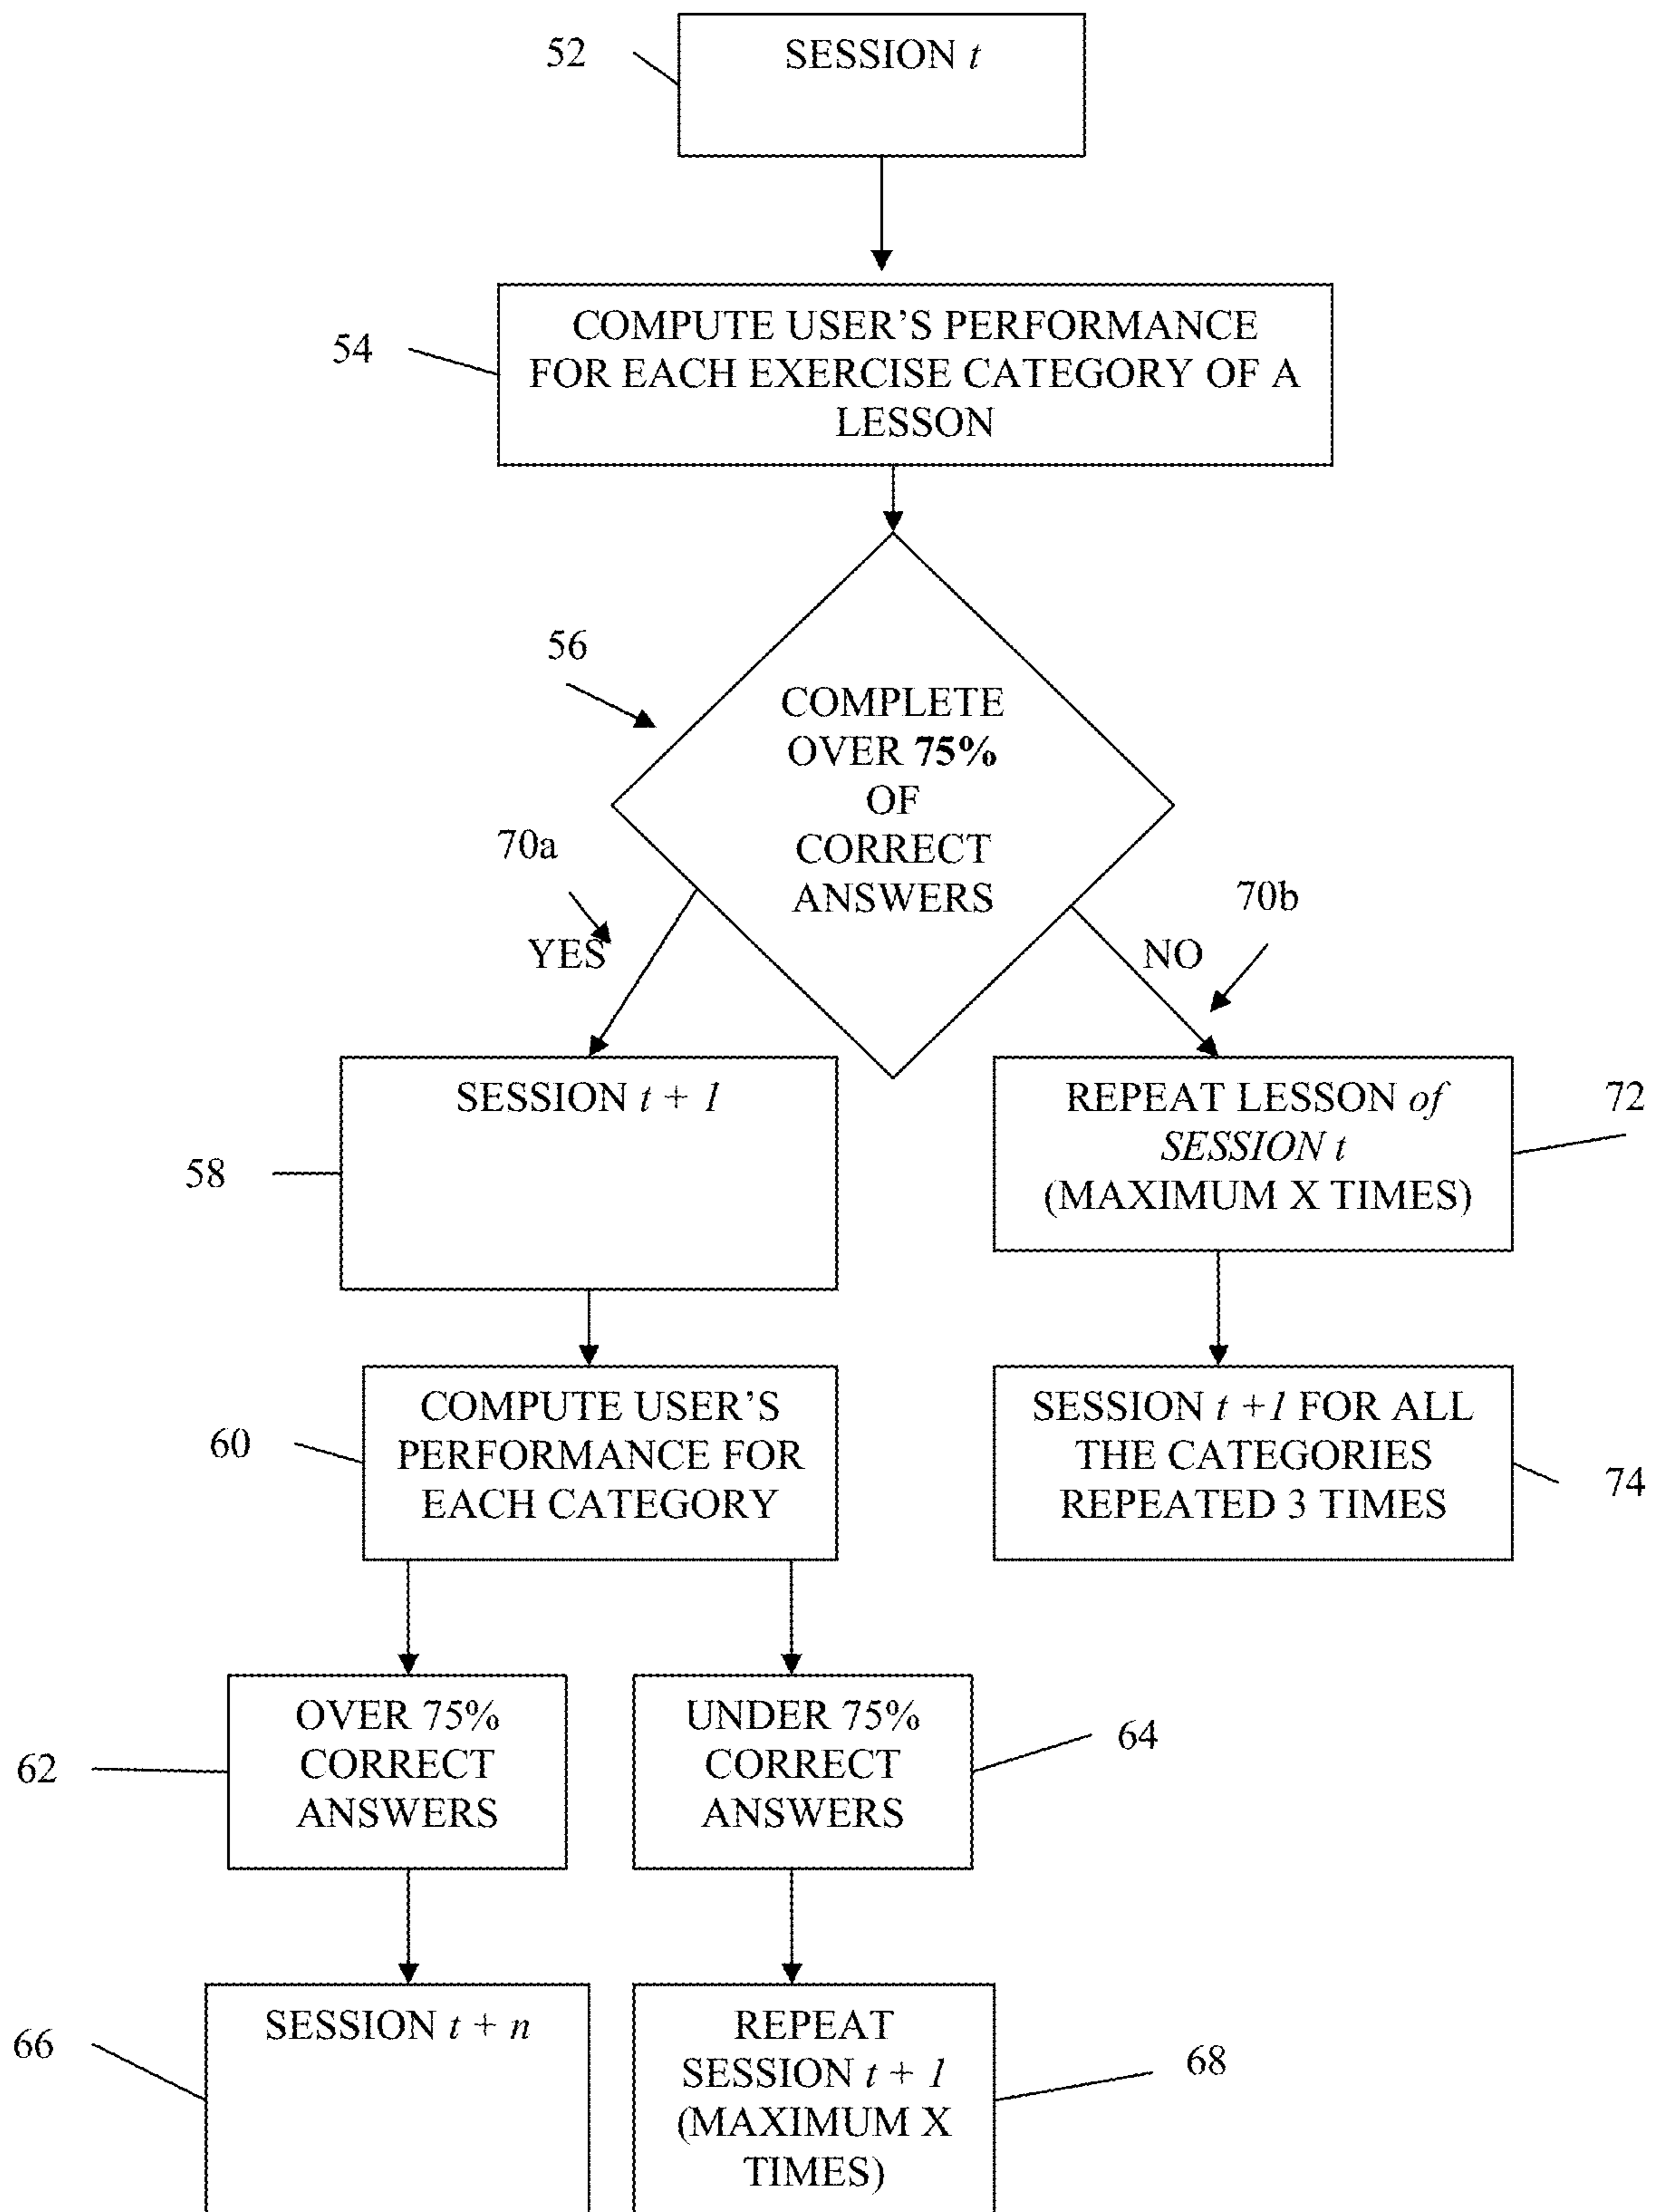 52
SESSION t
54
COMPUTE USER’S PERFORMANCE
FOR EACH EXERCISE CATEGORY OF A
LESSON
56
COMPLETE
OVER 75%
OF
CORRECT
ANSWERS
70a
YES
70b
NO
58
SESSION t + 1
REPEAT LESSON of
SESSION t
(MAXIMUM X TIMES)
72
60
COMPUTE USER’S
PERFORMANCE FOR
EACH CATEGORY
SESSION t +1 FOR ALL
THE CATEGORIES
REPEATED 3 TIMES
74
62
OVER 75%
CORRECT
ANSWERS
UNDER 75%
CORRECT
ANSWERS
64
66
SESSION t + n
REPEAT
SESSION t + 1
(MAXIMUM X
TIMES)
68